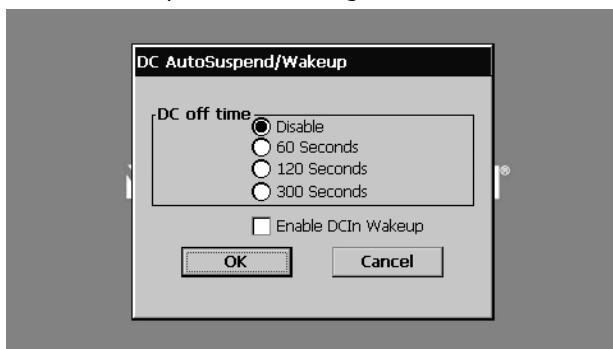 DC AutoSuspend/Wakeup
DC off time
Disable
60 Seconds
120 Seconds
300 Seconds
Enable DCIn Wakeup
OK
Cancel
®